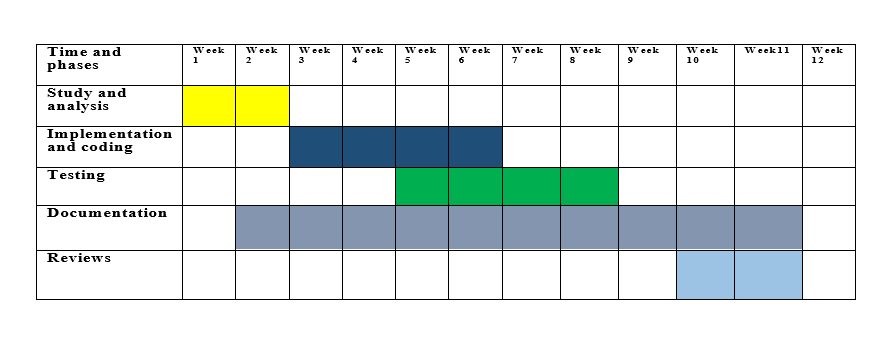 Time and
phases
Week
1
Week
2
Week
3
Week
4
Week
5
Week
6
Week
7
Week
8
Week
9
Week
10
Week11
Week
12
Study and
analysis
Implementation
and coding
Testing
Documentation
Reviews